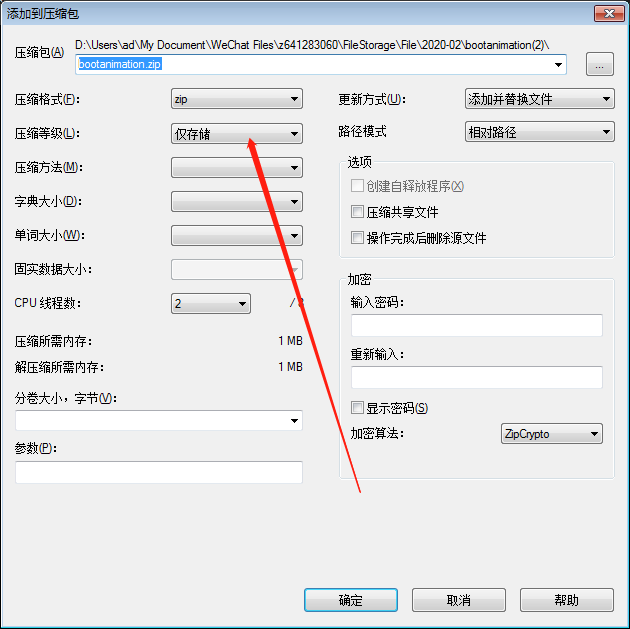 添加到压缩包
压缩包(A)
D:\Users\ad\My Document\WeChat Files\z641283060\FileStorage\File\2020-02\bootanimation(2)\
bootanimation.zip
...
压缩格式(F):
zip
压缩等级(L):
仅存储
压缩方法(M):
字典大小(D):
单词大小(W):
固实数据大小:
CPU 线程数:
2
/
压缩所需内存:
1 MB
解压缩所需内存:
1 MB
分卷大小，字节(V):
参数(P):
更新方式(U):
添加并替换文件
路径模式
相对路径
选项
创建自释放程序(X)
压缩共享文件
操作完成后删除源文件
加密
输入密码:
重新输入:
显示密码(S)
加密算法:
ZipCrypto
确定
取消
帮助